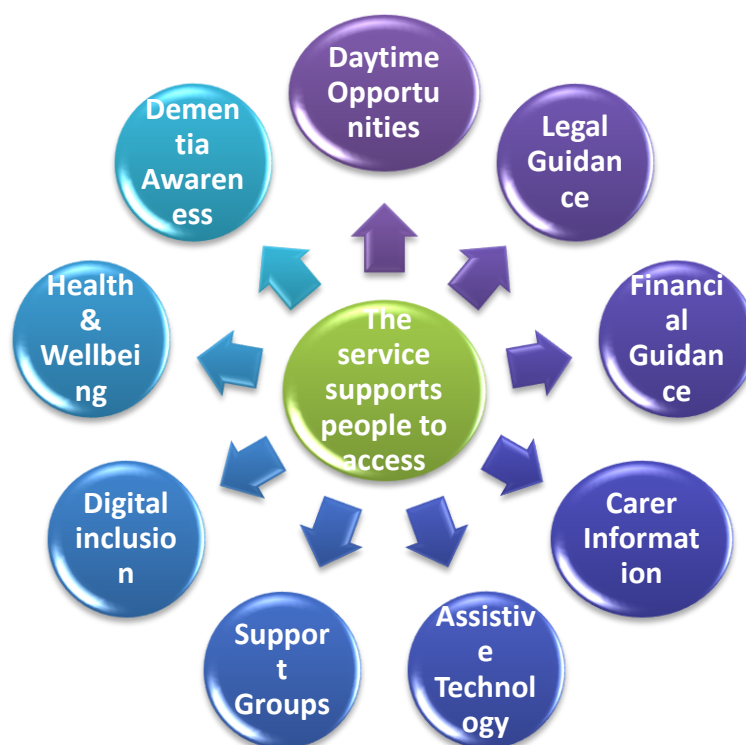 Daytime
Opportu
nities
Legal
Guidan
ce
Financi
al
Guidan
ce
Carer
Informat
ion
Assistiv
e
Technol
ogy
Suppor
t
Groups
Digital
inclusio
n
Health
&
Wellbei
ng
Demen
tia
Awaren
ess
The
service
supports
people to
access